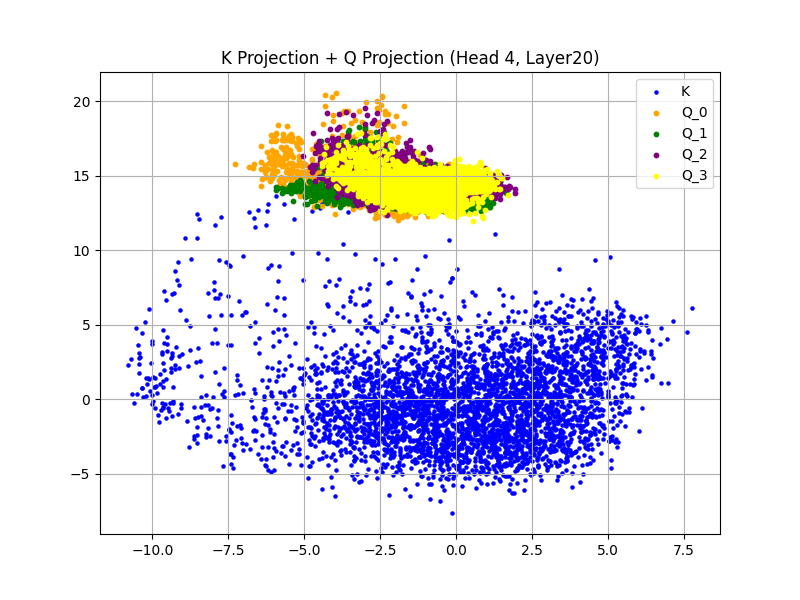 K Projection + Q Projection (Head 4, Layer20)
K
Q_0
Q_1
Q_2
Q_3
20
15
10
5
0
−5
−10.0 −7.5 −5.0 −2.5 0.0 2.5 5.0 7.5